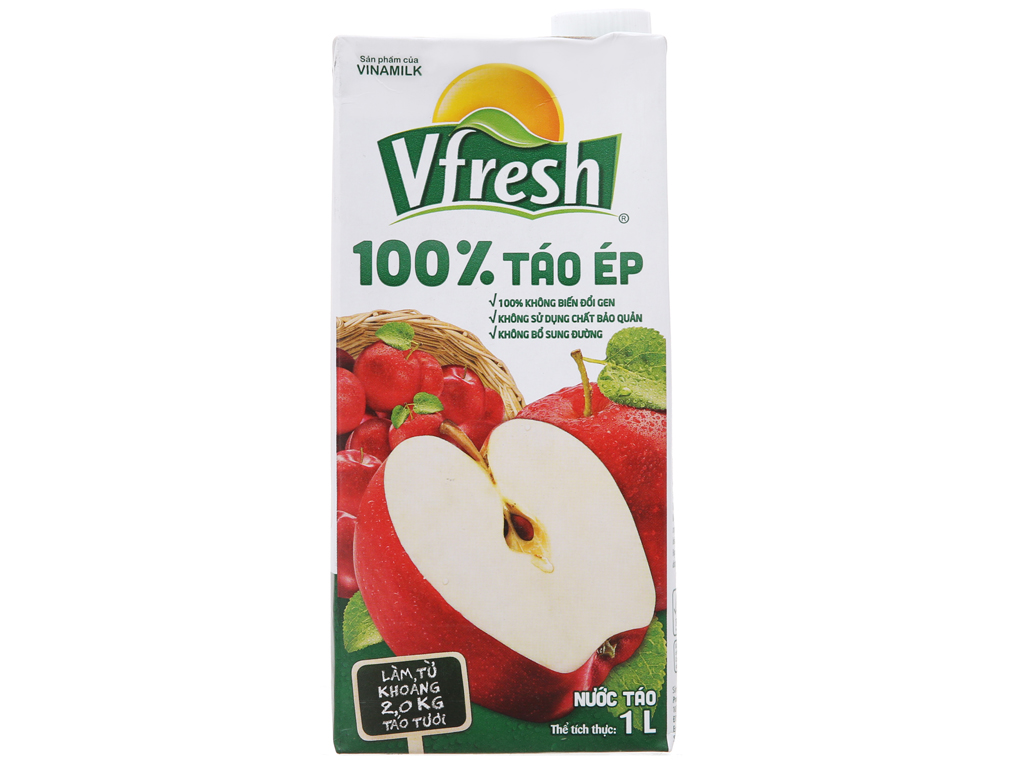 Sản phẩm của
VINAMILK
Vfresh
®
100% TÁO ÉP
√ 100% KHÔNG BIẾN ĐỔI GEN
√ KHÔNG SỬ DỤNG CHẤT BẢO QUẢN
√ KHÔNG BỔ SUNG ĐƯỜNG
LÀM TỪ
KHOẢNG
2,0 KG
TÁO TƯƠI
NƯỚC TÁO
Thể tích thực: 1 L